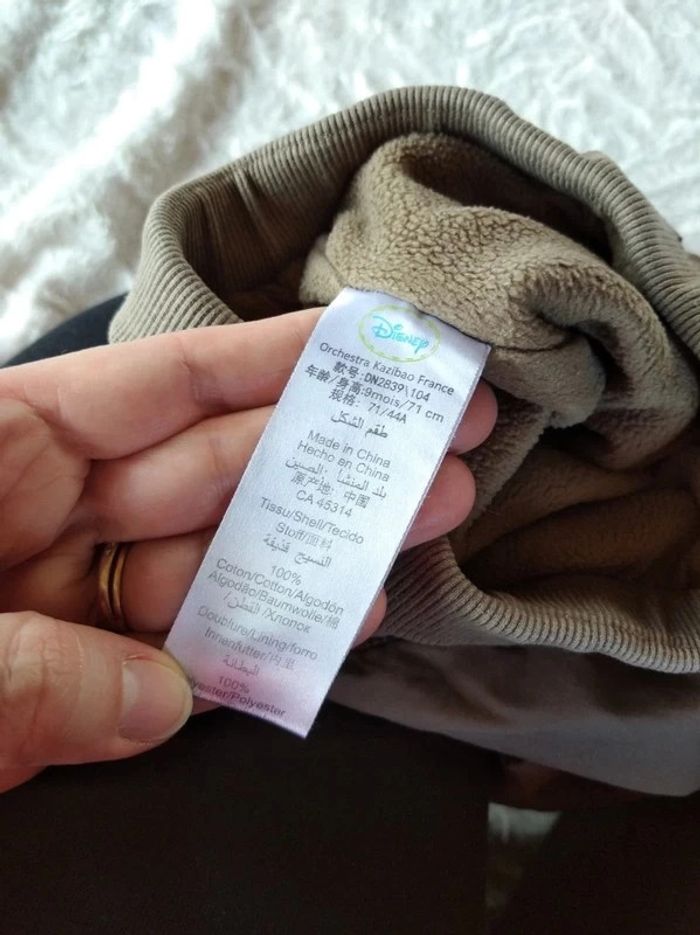 Disney
Orchestra Kazibao France
款号:DN2839\104
年龄/身高:9mois/71 cm
规格: 71/44A
طقم الشكل
Made in China
Hecho en China
بلد المنشأ: الصين
原产地: 中国
CA 45314
Tissu/Shell/Tecido
Stoff/面料
النسيج
100%
Coton/Cotton/Algodón
Algodão/Baumwolle/棉
/القطن/ Хлопок
Doublure/Lining/forro
Innenfutter/内里
البطانة
100%
yester/Polyester